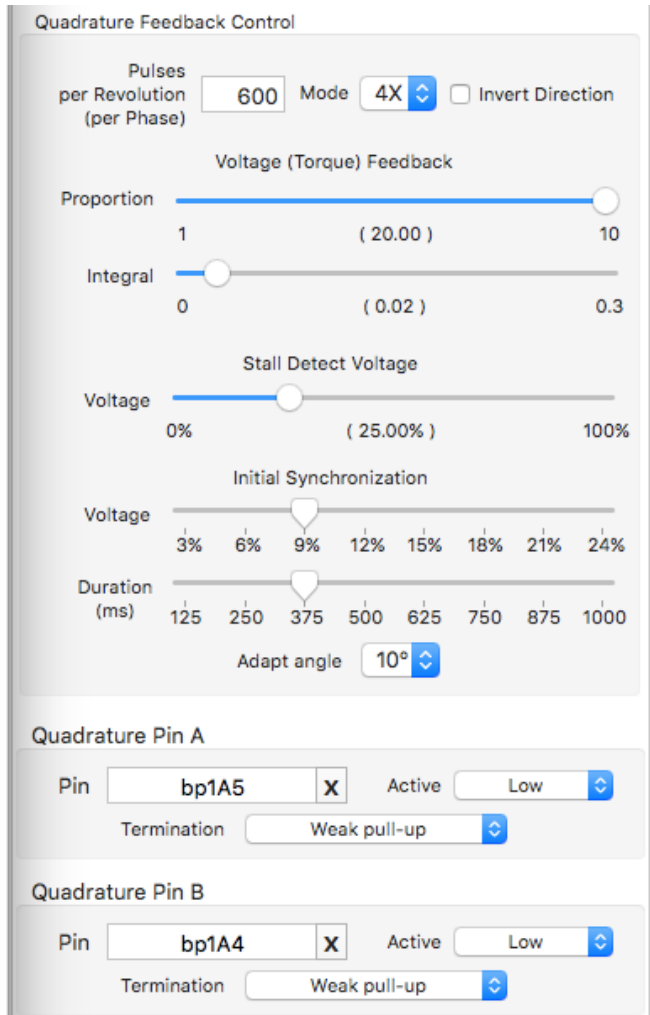 Quadrature Feedback Control
Pulses
per Revolution
(per Phase)
600 Mode 4X Invert Direction
Voltage (Torque) Feedback
Proportion
1 ( 20.00 ) 10
Integral
0 ( 0.02 ) 0.3
Stall Detect Voltage
Voltage
0% ( 25.00% ) 100%
Initial Synchronization
Voltage
3% 6% 9% 12% 15% 18% 21% 24%
Duration
(ms)
125 250 375 500 625 750 875 1000
Adapt angle 10°
Quadrature Pin A
Pin bp1A5 X Active Low
Termination Weak pull-up
Quadrature Pin B
Pin bp1A4 X Active Low
Termination Weak pull-up